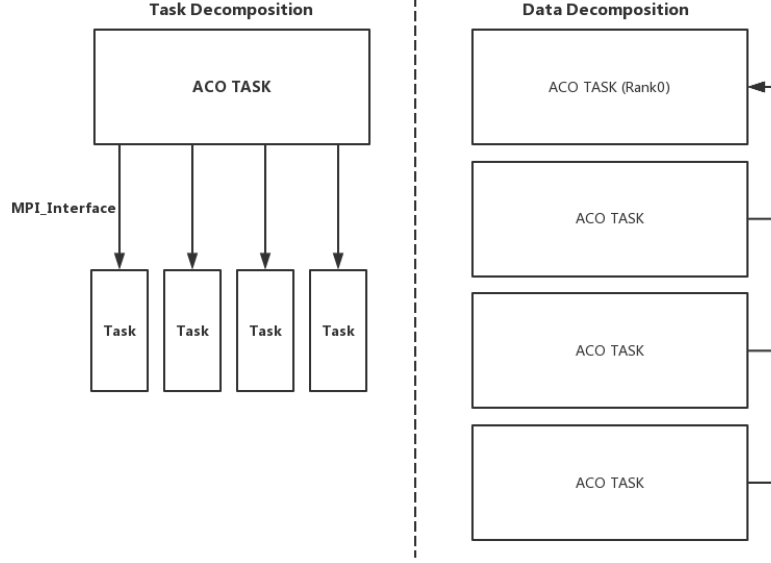 Task Decomposition
ACO TASK
MPI_Interface
Task
Task
Task
Task
Data Decomposition
ACO TASK (Rank0)
ACO TASK
ACO TASK
ACO TASK